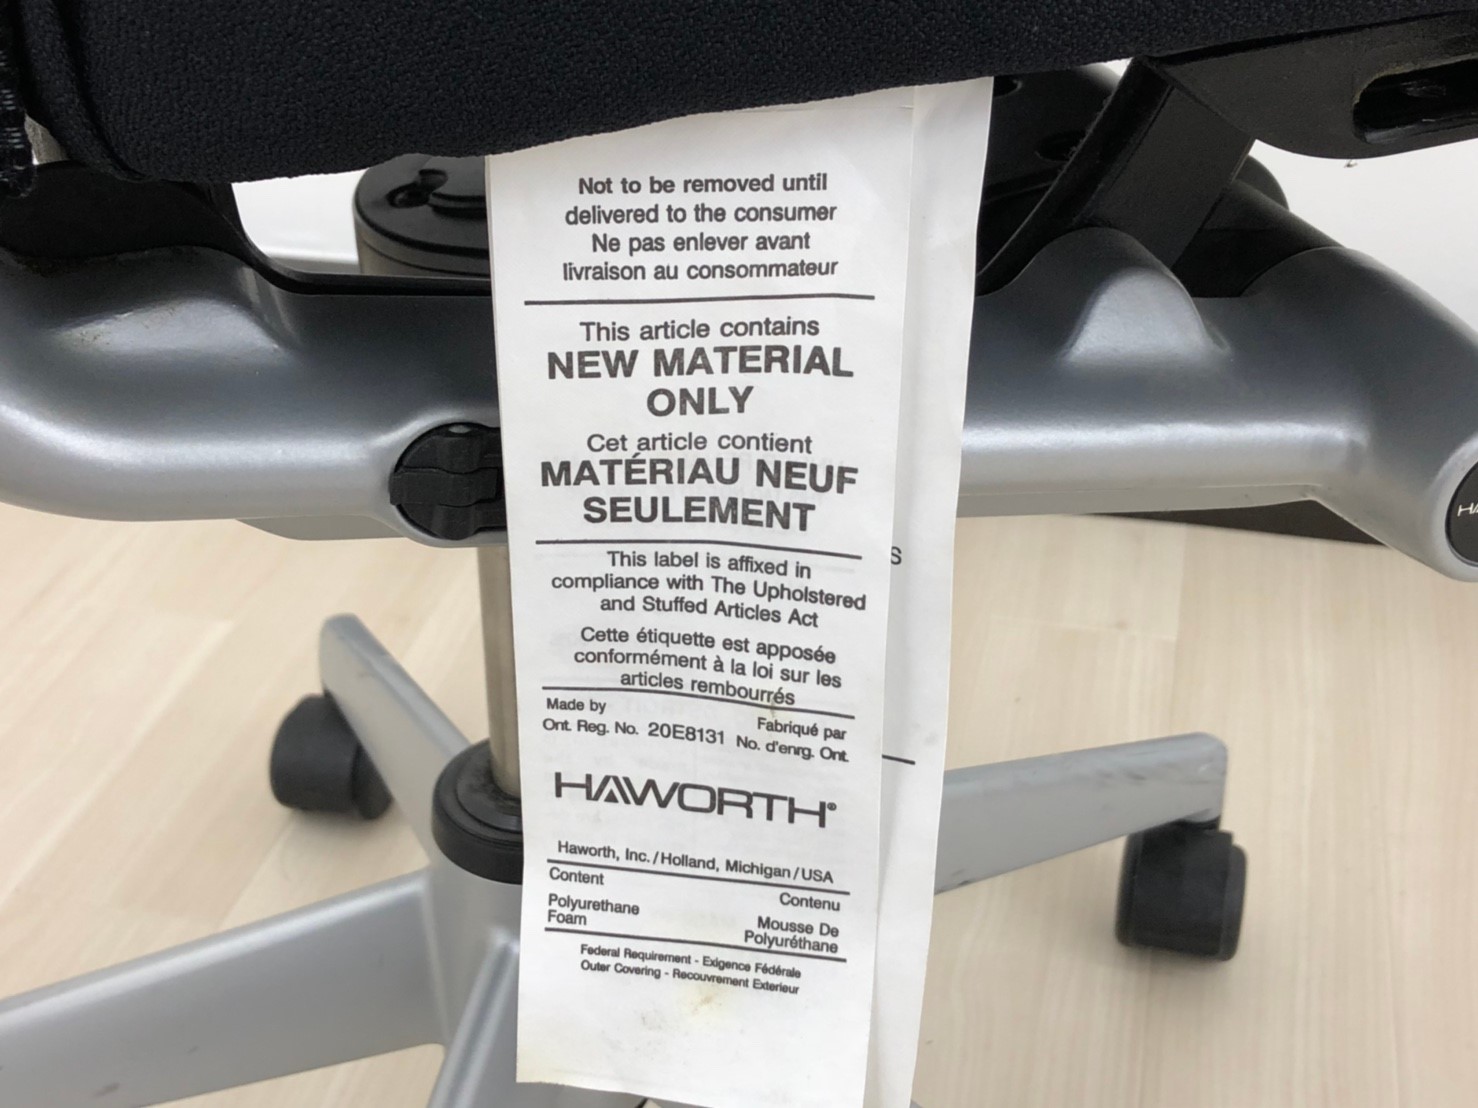 Not to be removed until
delivered to the consumer
Ne pas enlever avant
livraison au consommateur
This article contains
NEW MATERIAL
ONLY
Cet article contient
MATÉRIAU NEUF
SEULEMENT
This label is affixed in
compliance with The Upholstered
and Stuffed Articles Act
Cette étiquette est apposée
conformément à la loi sur les
articles rembourrés
Made by Fabriqué par
Ont. Reg. No. 20E8131 No. d'enrg. Ont.
HAWORTH®
Haworth, Inc./Holland, Michigan/USA
Content Contenu
Polyurethane Mousse De
Foam Polyuréthane
Federal Requirement - Exigence Fédérale
Outer Covering - Recouvrement Exterieur
S